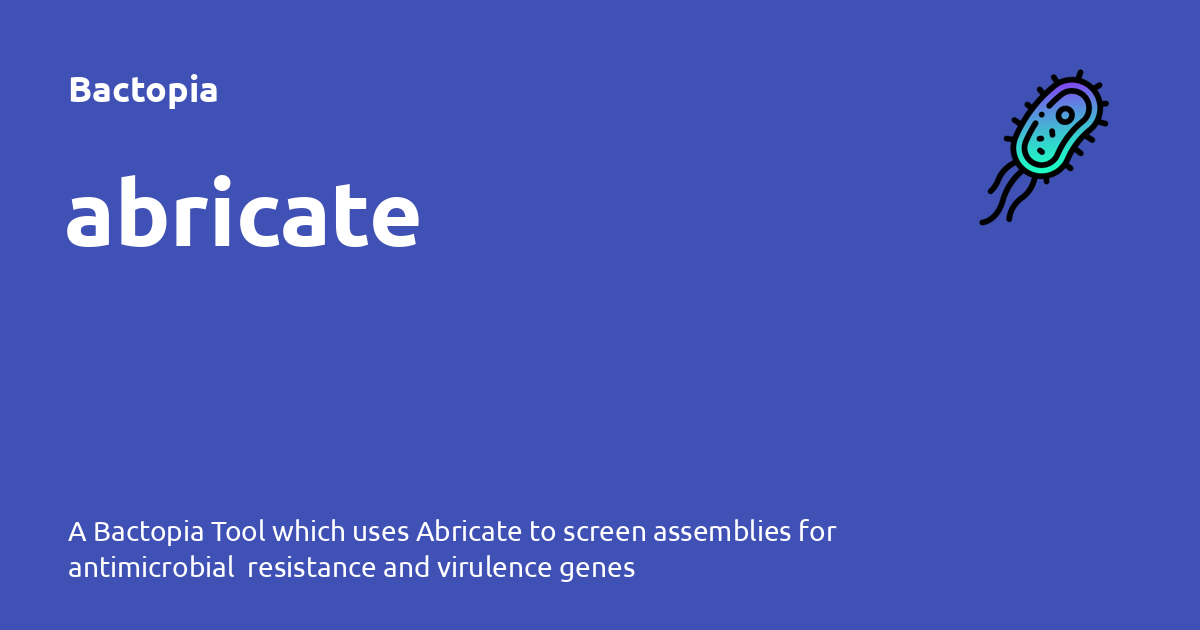 Bactopia
abricate
A Bactopia Tool which uses Abricate to screen assemblies for
antimicrobial  resistance and virulence genes